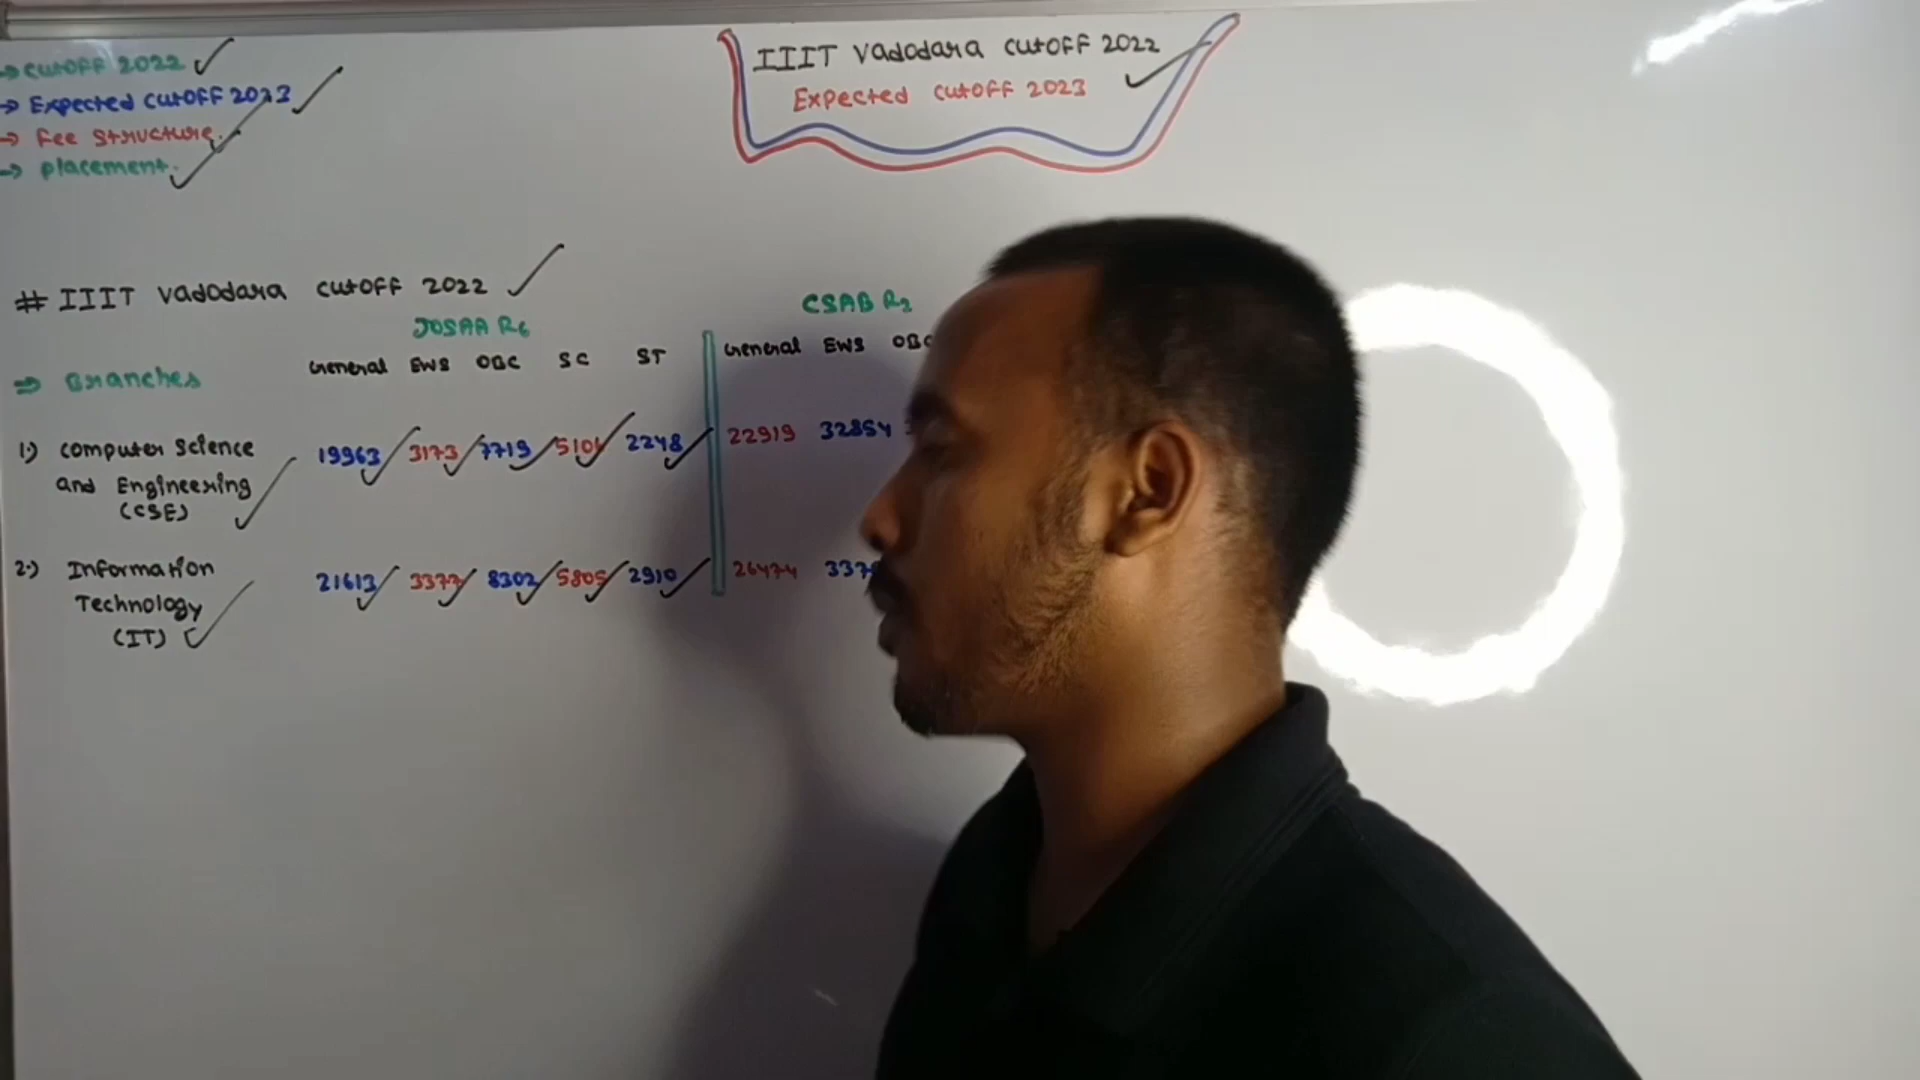 → CUTOFF 2022
→ Expected CUTOFF 2023
→ Fee Structure.
→ placement.
IIIT Vadodara CUTOFF 2022
Expected CUTOFF 2023
# IIIT Vadodara CUTOFF 2022
JOSAA R6
CSAB R2
⇒ Branches
General EWS OBC SC ST
General EWS OBC
1.) Computer Science and Engineering (CSE)
19963 3173 7719 2248
22919 32854
2.) Information Technology (IT)
21613 3377 8302 5805 2910
26474